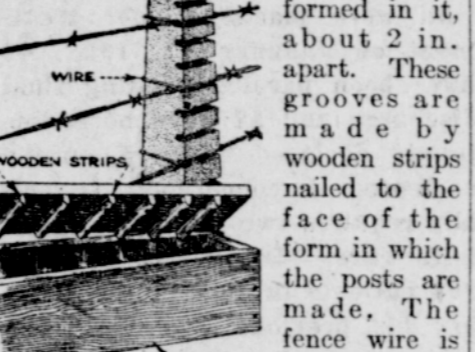 WIRE
WOODEN STRIPS
formed in it,
about 2 in.
apart. These
grooves are
made by
wooden strips
nailed to the
face of the
form in which
the posts are
made. The
fence wire is